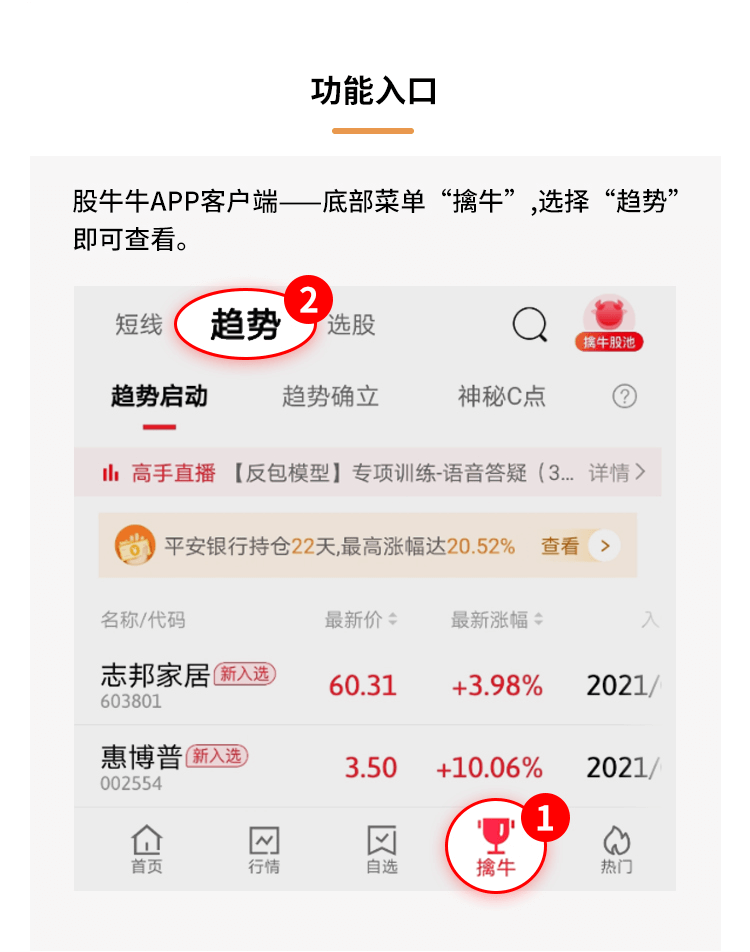 功能入口
股牛牛APP客户端——底部菜单“擒牛”,选择“趋势”
即可查看。
短线 趋势 2 选股 擒牛股池
趋势启动 趋势确立 神秘C点 ?
高手直播 【反包模型】专项训练-语音答疑（3... 详情
平安银行持仓22天,最高涨幅达20.52% 查看
名称/代码 最新价 最新涨幅 入
志邦家居 新入选 60.31 +3.98% 2021/
603801
惠博普 新入选 3.50 +10.06% 2021/
002554
1
首页 行情 自选 擒牛 热门